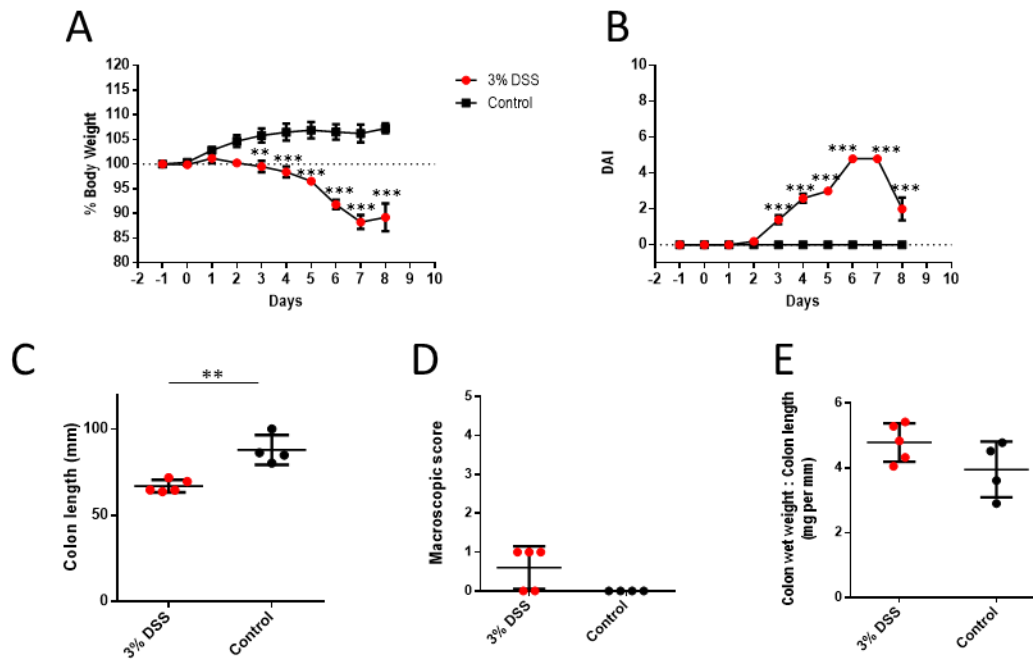 A
B
120
115
110
105
100
95
90
85
80
% Body Weight
** *** *** *** *** ***
-2 -1 0 1 2 3 4 5 6 7 8 9 10
Days
3% DSS
Control
10
8
6
4
2
0
DAI
*** *** *** *** *** ***
-2 -1 0 1 2 3 4 5 6 7 8 9 10
Days
C
**
100
50
0
Colon length (mm)
3% DSS
Control
D
5
4
3
2
1
0
Macroscopic score
3% DSS
Control
E
6
4
2
0
Colon wet weight : Colon length
(mg per mm)
3% DSS
Control